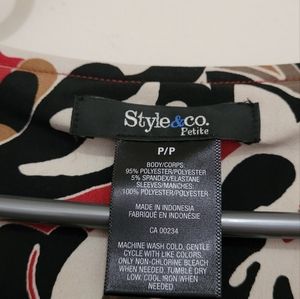 Style&co.
Petite
P/P
BODY/CORPS:
95% POLYESTER/POLYESTER
5% SPANDEX/ELASTANE
SLEEVES/MANCHES:
100% POLYESTER/POLYESTER
MADE IN INDONESIA
FABRIQUÉ EN INDONÉSIE
CA 00234
MACHINE WASH COLD, GENTLE
CYCLE WITH LIKE COLORS.
ONLY NON-CHLORINE BLEACH
WHEN NEEDED. TUMBLE DRY
LOW. COOL IRON WHEN
NEEDED.